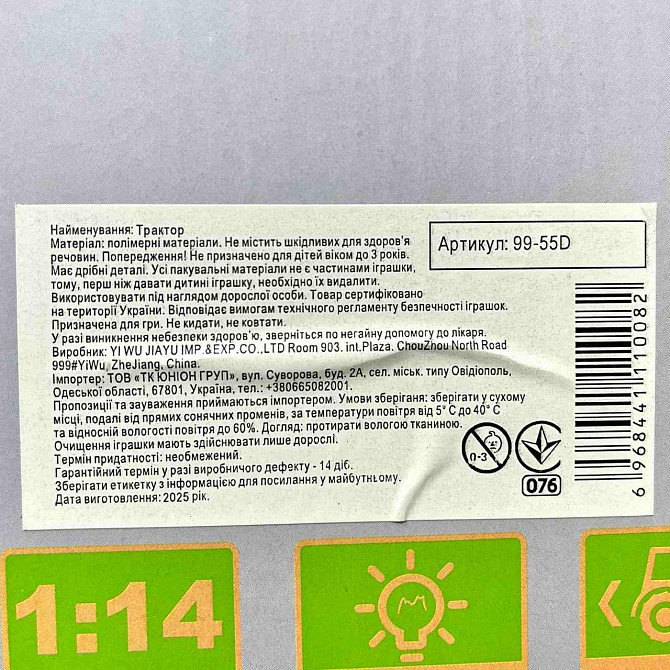 Найменування: Трактор
Артикул: 99-55D
Матеріал: полімерні матеріали. Не містить шкідливих для здоров'я
речовин. Попередження! Не призначено для дітей віком до 3 років.
Має дрібні деталі. Усі пакувальні матеріали не є частинами іграшки,
тому, перш ніж давати дитині іграшку, необхідно їх видалити.
Використовувати під наглядом дорослої особи. Товар сертифіковано
на території України. Відповідає вимогам технічного регламенту безпечності іграшок.
Призначено для гри. Не кидати, не ковтати.
У разі виникнення небезпеки здоров'ю, зверніться по негайну допомогу до лікаря.
Виробник: YI WU JIAYU IMP.&EXP.CO.,LTD Room 903. int.Plaza. ChouZhou North Road
999#YiWu, ZheJiang, China.
Імпортер: ТОВ «ТК ЮНІОН ГРУП», вул. Суворова, буд. 2А, сел. міськ. типу Овідіополь,
Одеської області, 67801, Україна, тел.: +380665082001.
Пропозиції та зауваження приймаються імпортером. Умови зберігання: зберігати у сухому
місці, подалі від прямих сонячних променів, за температури повітря від 5° С до 40° С
та відносній вологості повітря до 60%. Догляд: протирати вологою тканиною.
Очищення іграшки мають здійснювати лише дорослі.
Термін придатності: необмежений.
Гарантійний термін у разі виробничого дефекту - 14 діб.
Зберігати етикетку з інформацією для посилання у майбутньому.
Дата виготовлення: 2025 рік.
0-3
076
6 968441 110082
1:14